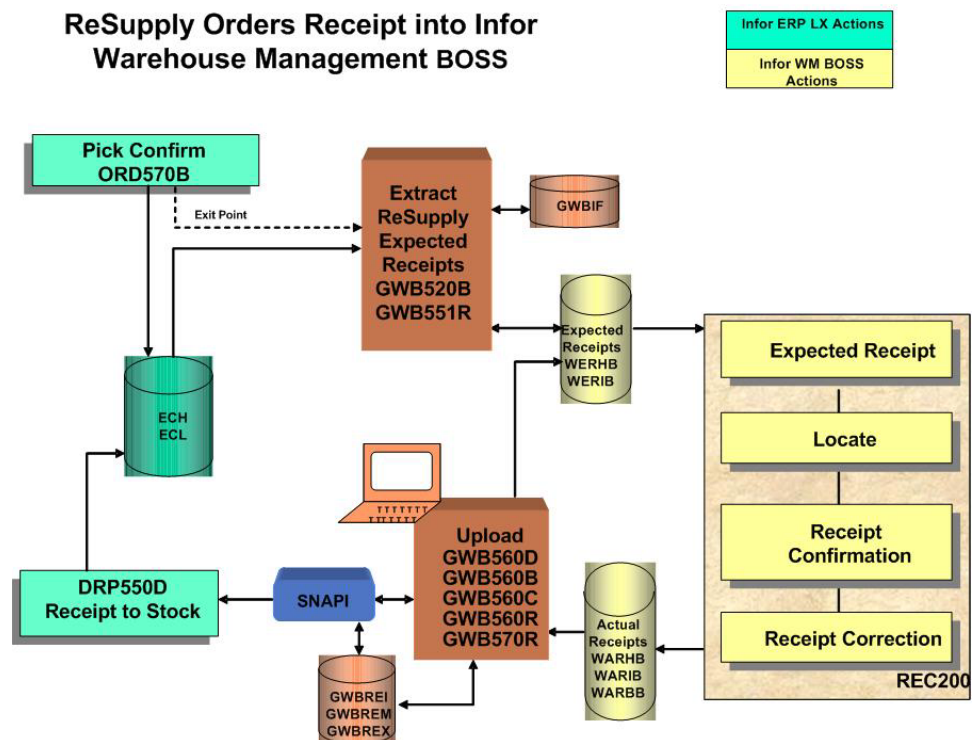 ReSupply Orders Receipt into Infor
Warehouse Management BOSS
Infor ERP LX Actions
Infor WM BOSS
Actions
Pick Confirm
ORD570B
Exit Point
Extract
ReSupply
Expected
Receipts
GWB520B
GWB551R
GWBIF
Expected
Receipts
WERHB
WERIB
Expected Receipt
Locate
Receipt
Confirmation
Receipt Correction
REC200
ECH
ECL
Upload
GWB560D
GWB560B
GWB560C
GWB560R
GWB570R
DRP550D
Receipt to Stock
SNAPI
Actual
Receipts
WARHB
WARIB
WARBB
GWBREI
GWBREM
GWBREX